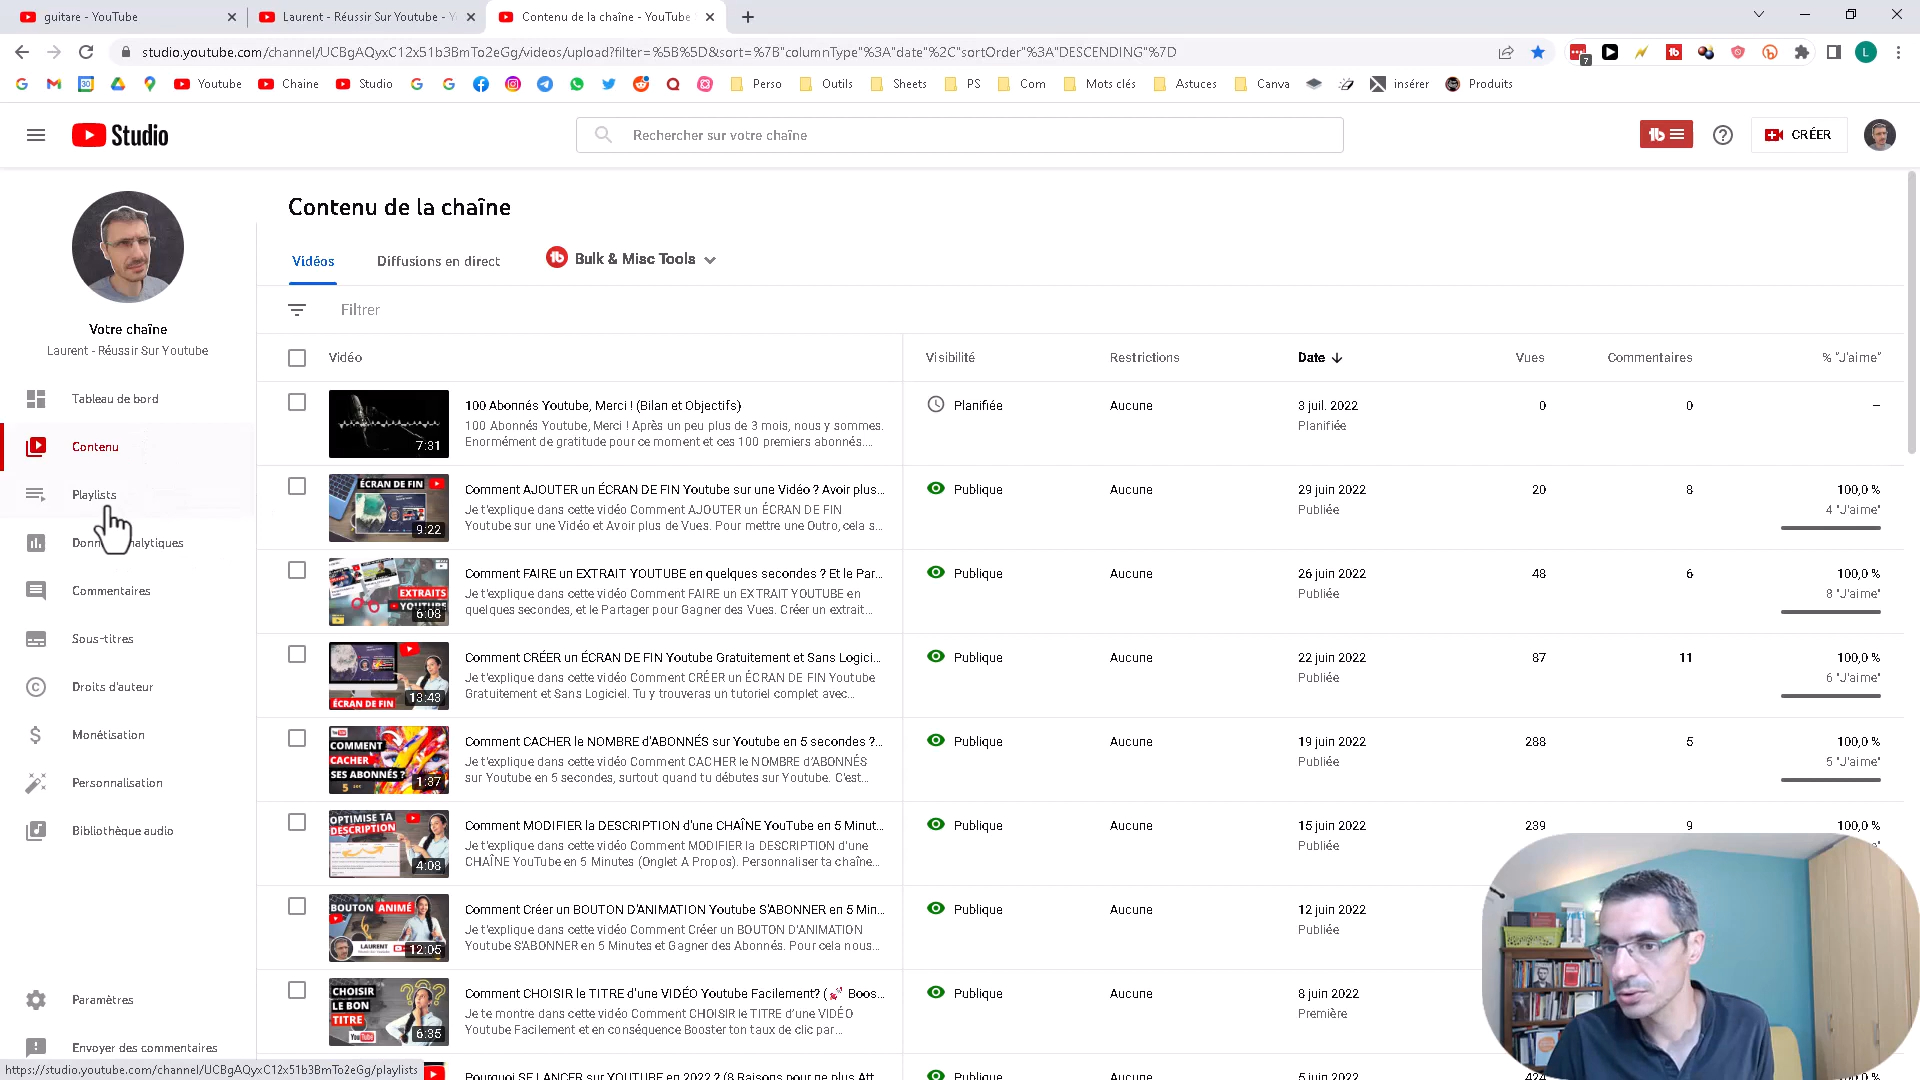 guitare - YouTube
Laurent - Réussir Sur Youtube - Y
Contenu de la chaîne - YouTube
studio.youtube.com/channel/UCBgAQyxC12x51b3BmTo2eGg/videos/upload?filter=%5B%5D&sort=%7B"columnType"%3A"date"%2C"sortOrder"%3A"DESCENDING"%7D
Youtube
Chaine
Studio
Perso
Outils
Sheets
PS
Com
Mots clés
Astuces
Canva
insérer
Produits
Studio
Rechercher sur votre chaîne
CRÉER
Votre chaîne
Laurent - Réussir Sur Youtube
Tableau de bord
Contenu
Playlists
Commentaires
Sous-titres
Droits d'auteur
Monétisation
Personnalisation
Bibliothèque audio
Paramètres
Envoyer des commentaires
https://studio.youtube.com/channel/UCBgAQyxC12x51b3BmTo2eGg/playlists
Contenu de la chaîne
Vidéos
Diffusions en direct
Bulk & Misc Tools
Filtrer
Vidéo
Visibilité
Restrictions
Date
Vues
Commentaires
% "J'aime"
7:31
100 Abonnés Youtube, Merci ! (Bilan et Objectifs)
100 Abonnés Youtube, Merci ! Après un peu plus de 3 mois, nous y sommes.
Enormément de gratitude pour ce moment et ces 100 premiers abonnés....
Planifiée
Aucune
3 juil. 2022
Planifiée
0
0
–
ÉCRAN DE FIN
9:22
Comment AJOUTER un ÉCRAN DE FIN Youtube sur une Vidéo ? Avoir plus...
Je t'explique dans cette vidéo Comment AJOUTER un ÉCRAN DE FIN
Youtube sur une Vidéo et Avoir plus de Vues. Pour mettre une Outro, cela s...
Publique
Aucune
29 juin 2022
Publiée
20
8
100,0 %
4 "J'aime"
EXTRAITS
YOUTUBE
6:08
Comment FAIRE un EXTRAIT YOUTUBE en quelques secondes ? Et le Par...
Je t'explique dans cette vidéo Comment FAIRE un EXTRAIT YOUTUBE en
quelques secondes, et le Partager pour Gagner des Vues. Créer un extrait...
Publique
Aucune
26 juin 2022
Publiée
48
6
100,0 %
8 "J'aime"
ÉCRAN DE FIN
13:43
Comment CRÉER un ÉCRAN DE FIN Youtube Gratuitement et Sans Logici...
Je t'explique dans cette vidéo Comment CRÉER un ÉCRAN DE FIN Youtube
Gratuitement et Sans Logiciel. Tu y trouveras un tutoriel complet avec...
Publique
Aucune
22 juin 2022
Publiée
87
11
100,0 %
6 "J'aime"
COMMENT
CACHER
SES ABONNÉS ?
5 sec
1:37
Comment CACHER le NOMBRE d'ABONNÉS sur Youtube en 5 secondes ?...
Je t'explique dans cette vidéo Comment CACHER le NOMBRE d'ABONNÉS
sur Youtube en 5 secondes, surtout quand tu débutes sur Youtube. C'est...
Publique
Aucune
19 juin 2022
Publiée
288
5
100,0 %
5 "J'aime"
OPTIMISE TA
DESCRIPTION
4:08
Comment MODIFIER la DESCRIPTION d'une CHAÎNE YouTube en 5 Minut...
Je t'explique dans cette vidéo Comment MODIFIER la DESCRIPTION d'une
CHAÎNE YouTube en 5 Minutes (Onglet A Propos). Personnaliser ta chaîne...
Publique
Aucune
15 juin 2022
Publiée
239
9
100,0 %
BOUTON ANIMÉ
LAURENT
12:05
Comment Créer un BOUTON D'ANIMATION Youtube S'ABONNER en 5 Min...
Je t'explique dans cette vidéo Comment Créer un BOUTON D'ANIMATION
Youtube S'ABONNER en 5 Minutes et Gagner des Abonnés. Pour cela nous...
Publique
Aucune
12 juin 2022
Publiée
CHOISIR
LE BON
TITRE
YouTube
6:35
Comment CHOISIR le TITRE d'une VIDÉO Youtube Facilement? (🚀 Boos...
Je te montre dans cette vidéo Comment CHOISIR le TITRE d'une VIDÉO
Youtube Facilement et en conséquence Booster ton taux de clic par...
Publique
Aucune
8 juin 2022
Première
Pourquoi SE LANCER sur YOUTUBE en 2022 ? (8 Raisons pour ne plus Att...
Publique
Aucune
5 juin 2022